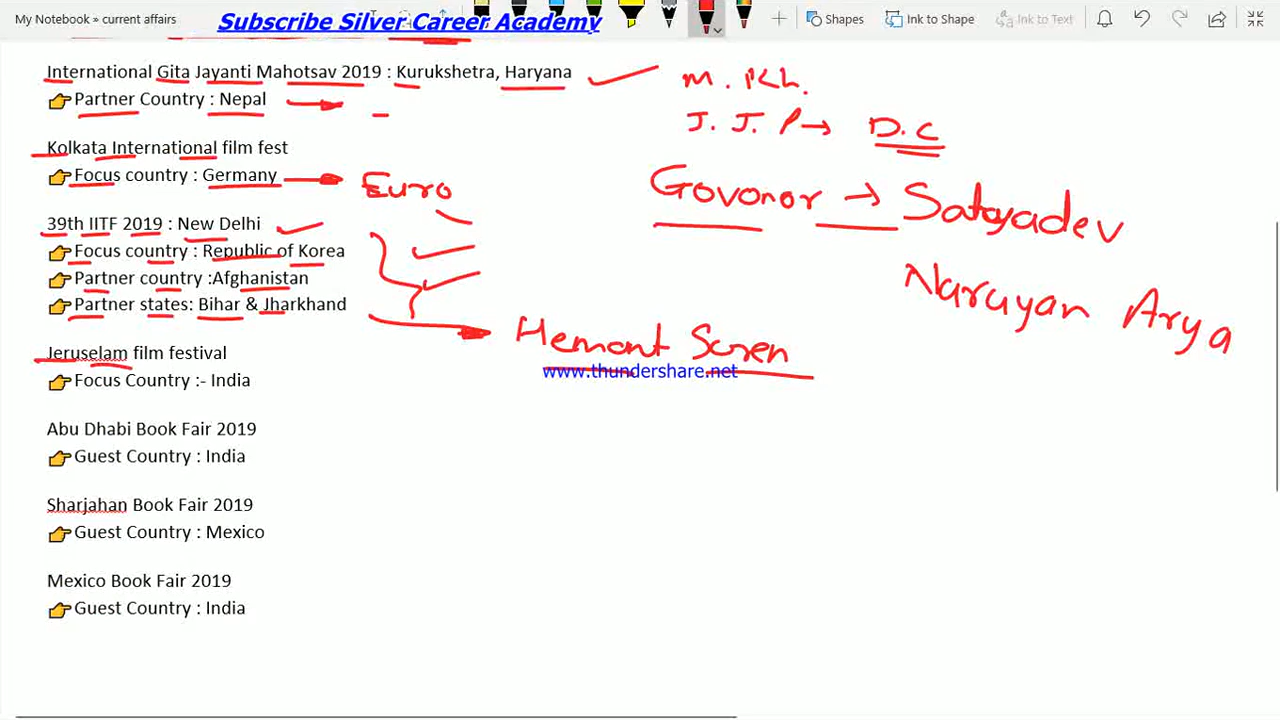 My Notebook » current affairs
Subscribe Silver Career Academy
Shapes
Ink to Shape
Ink to Text
International Gita Jayanti Mahotsav 2019 : Kurukshetra, Haryana
Partner Country : Nepal
Kolkata International film fest
Focus country : Germany
39th IITF 2019 : New Delhi
Focus country : Republic of Korea
Partner country :Afghanistan
Partner states: Bihar & Jharkhand
Jeruselam film festival
Focus Country :- India
Abu Dhabi Book Fair 2019
Guest Country : India
Sharjahan Book Fair 2019
Guest Country : Mexico
Mexico Book Fair 2019
Guest Country : India
M.
J. J. P → D.C
Govonor → Satyadev
Narayan Arya
Euro
Hemant Soren
www.thundershare.net